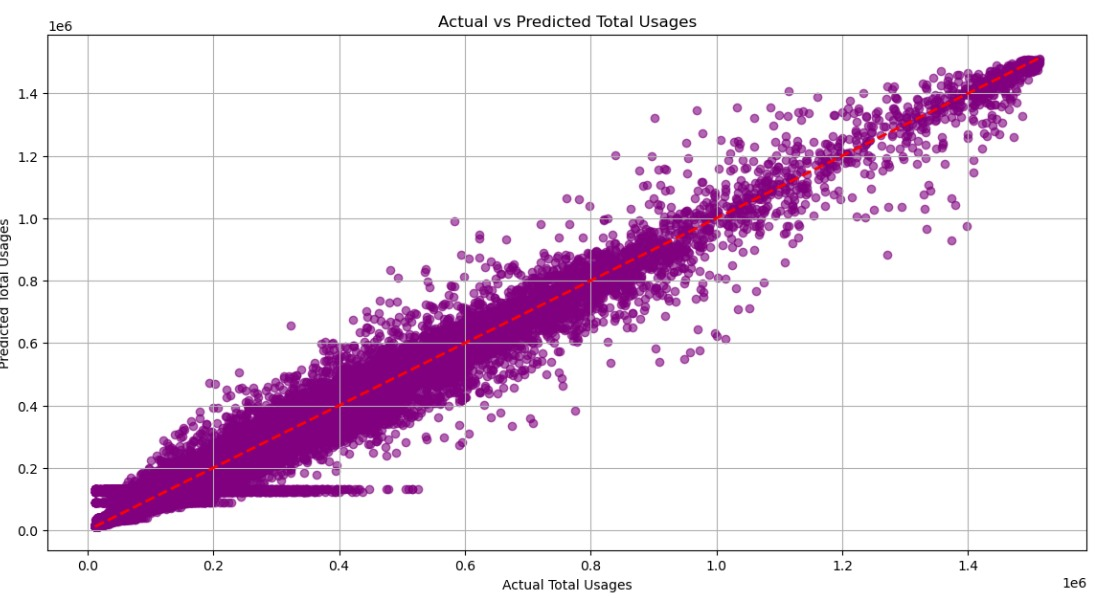 Actual vs Predicted Total Usages
1e6
1.4
1.2
1.0
0.8
0.6
0.4
0.2
0.0
Predicted Total Usages
0.0 0.2 0.4 0.6 0.8 1.0 1.2 1.4
1e6
Actual Total Usages